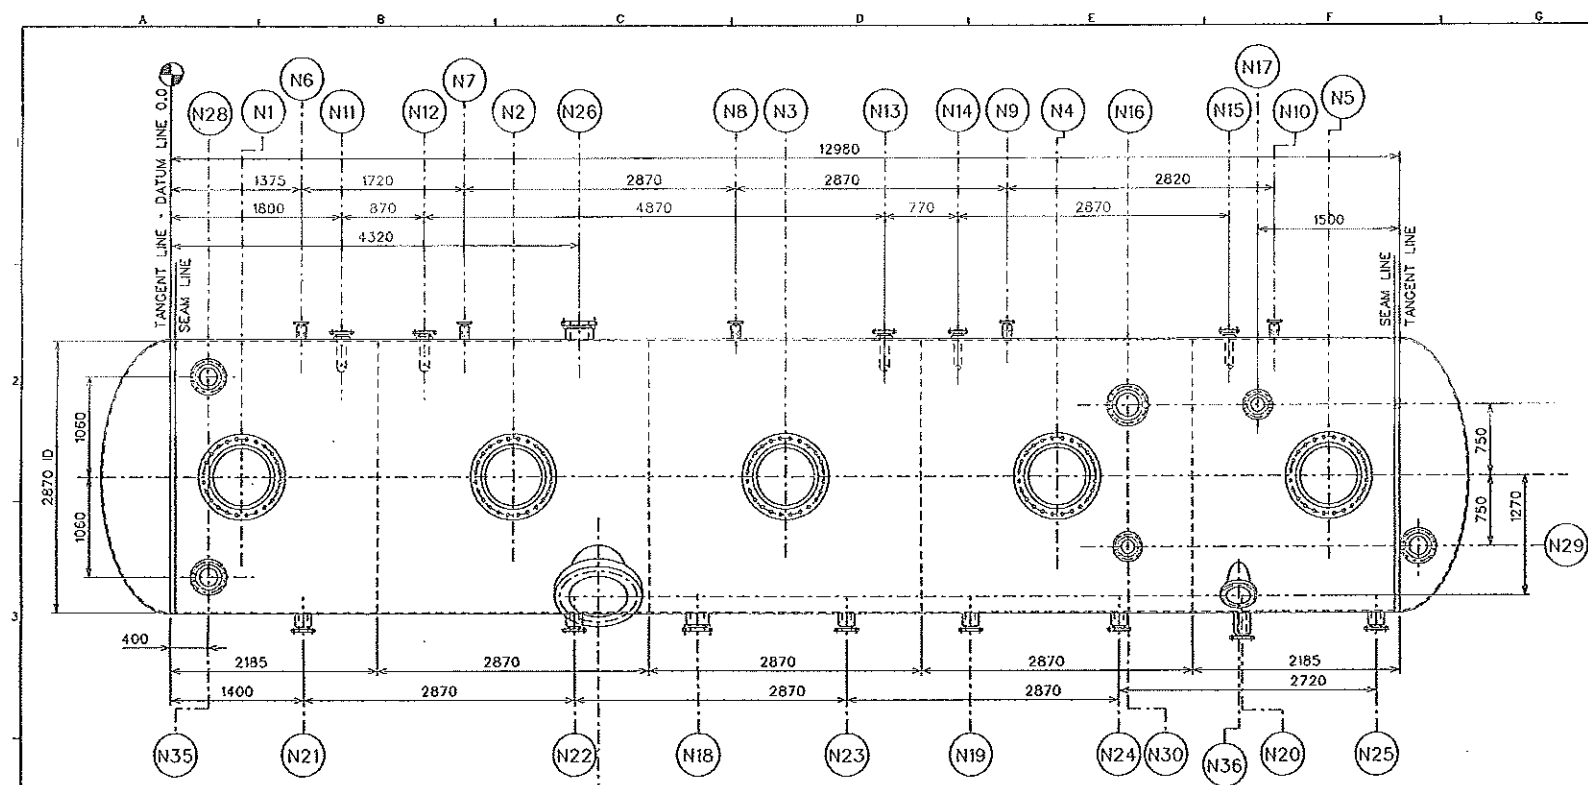 A B C D E F G
N6 N7 N17
N28 N1 N11 N12 N2 N26 N8 N3 N13 N14 N9 N4 N16 N15 N10 N5
12980
1375 1720 2870 2870 2820
1800 870 4870 770 2870
1500
4320
TANGENT LINE - DATUM LINE 0.0
SEAM LINE
SEAM LINE
TANGENT LINE
2
2870 ID
1060
1060
750
750
1270
N29
3
400
2185 2870 2870 2870 2185
2720
1400 2870 2870 2870
N35 N21 N22 N18 N23 N19 N24 N30 N36 N20 N25